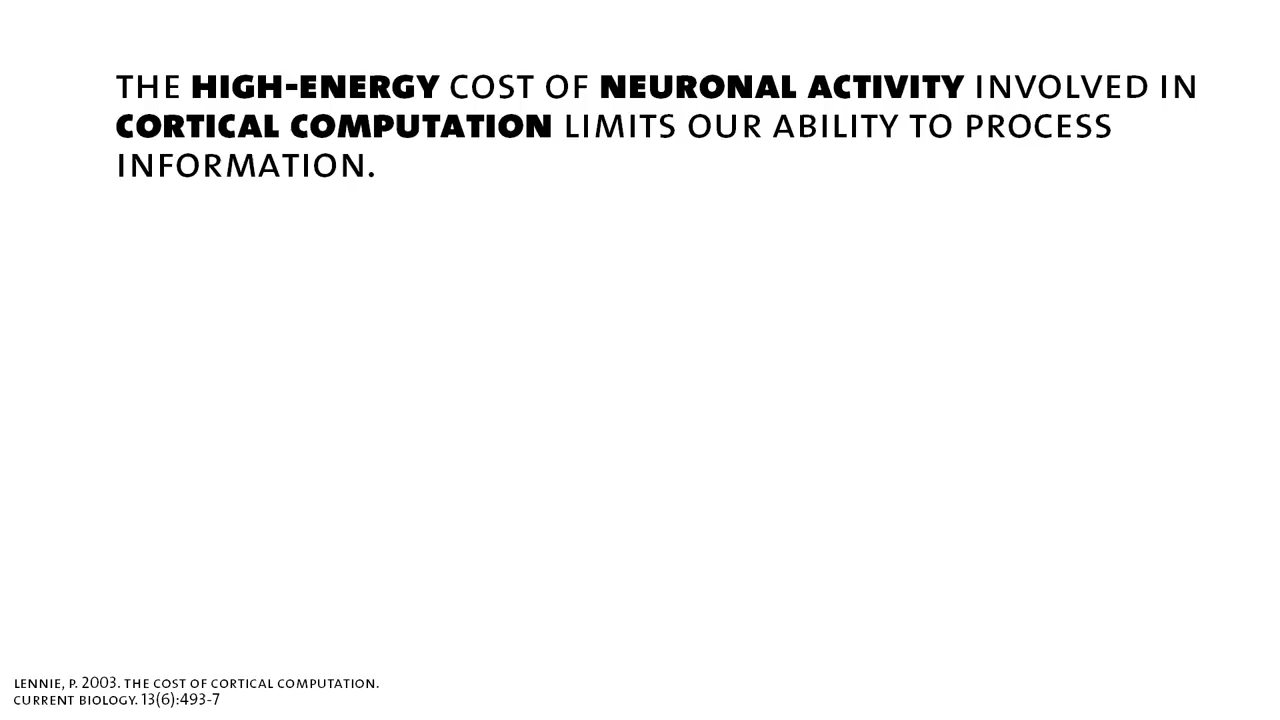 THE HIGH-ENERGY COST OF NEURONAL ACTIVITY INVOLVED IN
CORTICAL COMPUTATION LIMITS OUR ABILITY TO PROCESS
INFORMATION.
LENNIE, P. 2003. THE COST OF CORTICAL COMPUTATION.
CURRENT BIOLOGY. 13(6):493-7